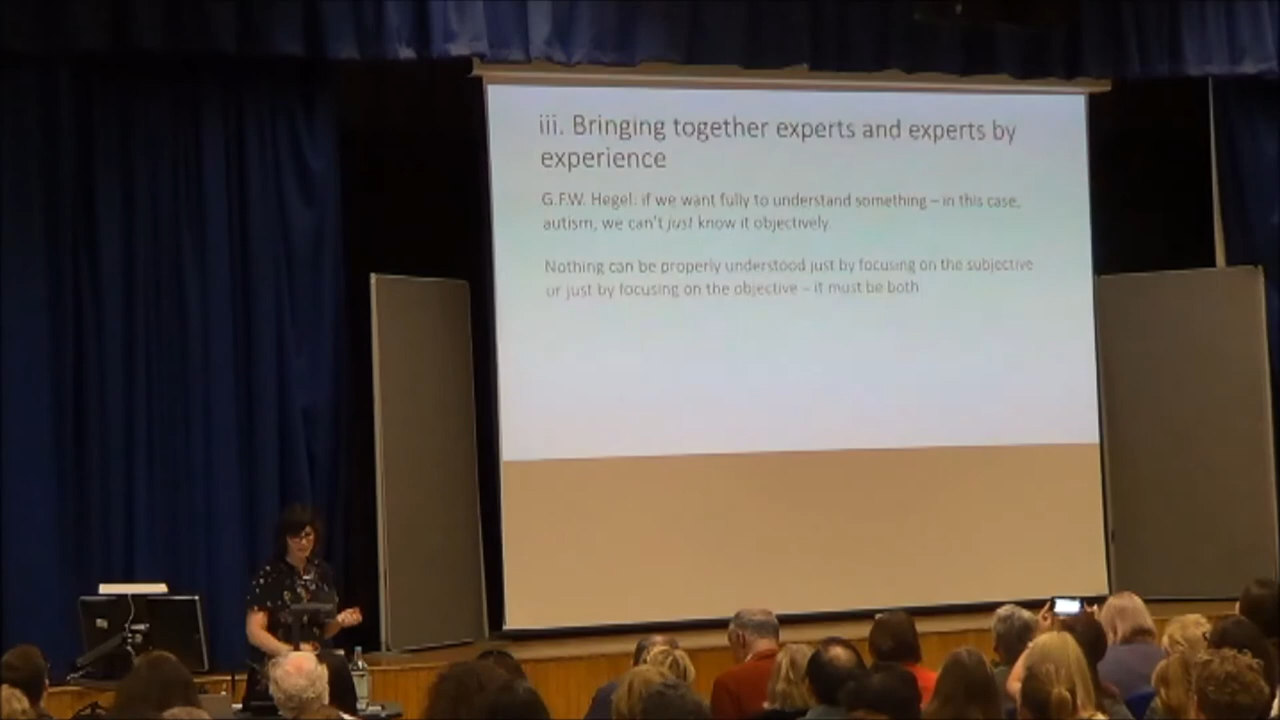 iii. Bringing together experts and experts by
experience
G.F.W. Hegel: if we want fully to understand something – in this case,
autism, we can't just know it objectively.
Nothing can be properly understood just by focusing on the subjective
or just by focusing on the objective – it must be both